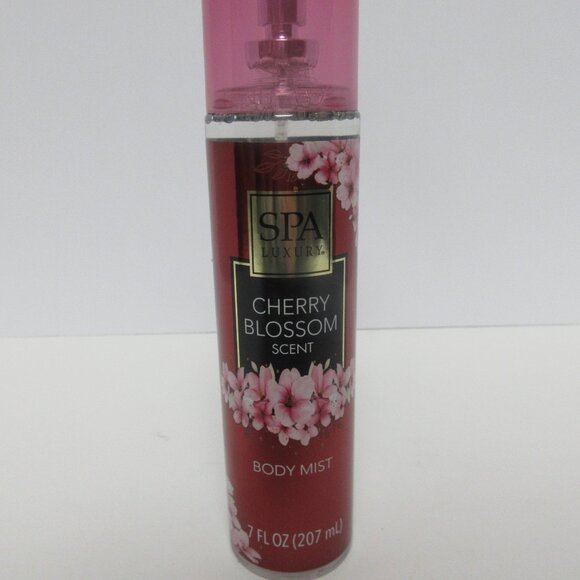 SPA
LUXURY®
CHERRY
BLOSSOM
SCENT
BODY MIST
7 FL OZ (207 mL)